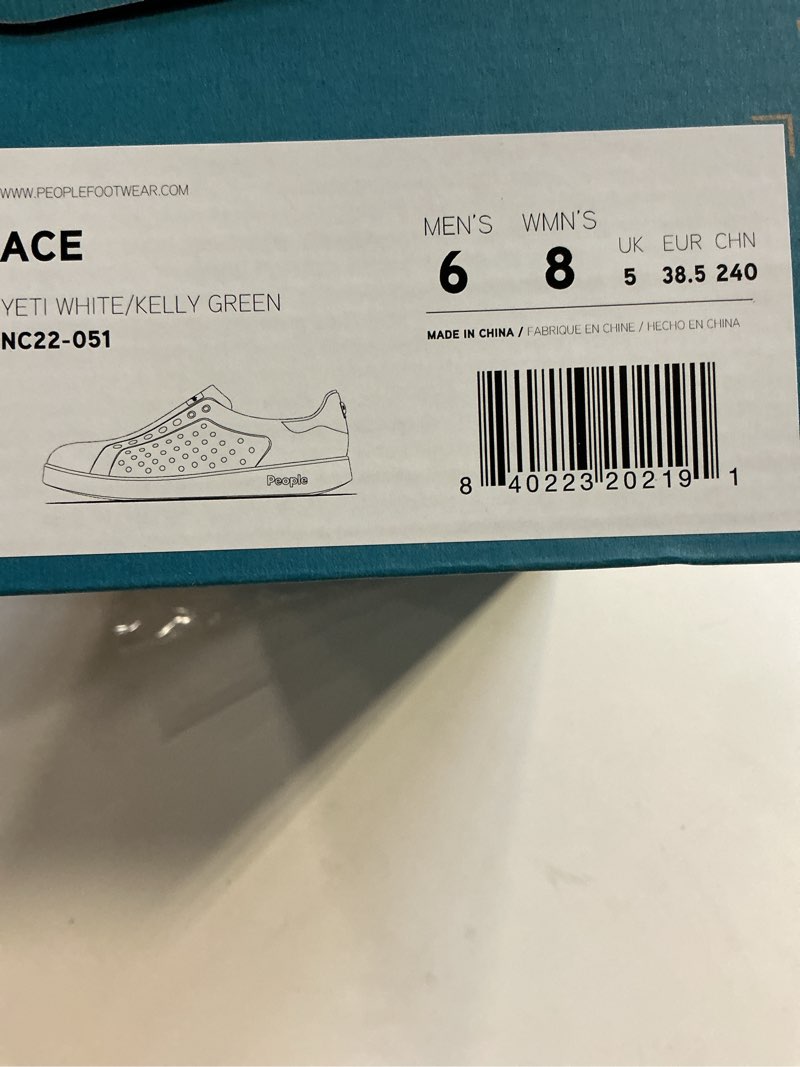 WWW.PEOPLEFOOTWEAR.COM
ACE
YETI WHITE/KELLY GREEN
NC22-051
People
MEN'S WMN'S UK EUR CHN
6 8 5 38.5 240
MADE IN CHINA / FABRIQUE EN CHINE / HECHO EN CHINA
8 40223 20219 1